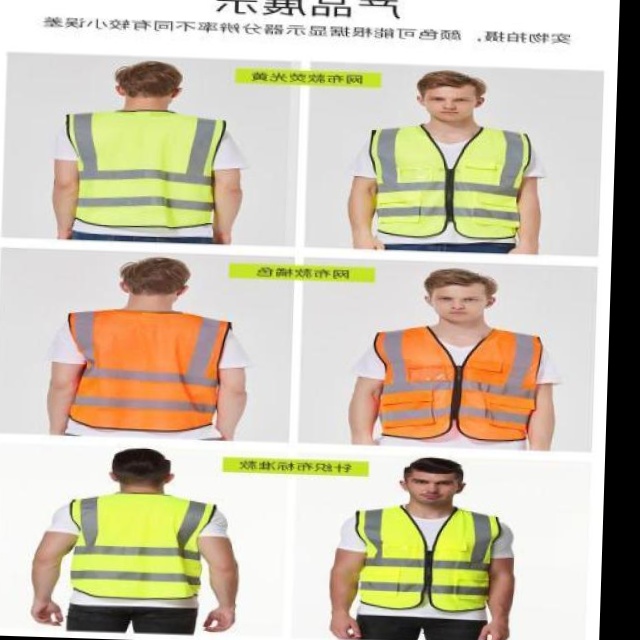 产品展示
实物拍摄，颜色可能根据显示器分辨率不同有较小误差
网布款荧光黄
网布款橘色
针织布标准款